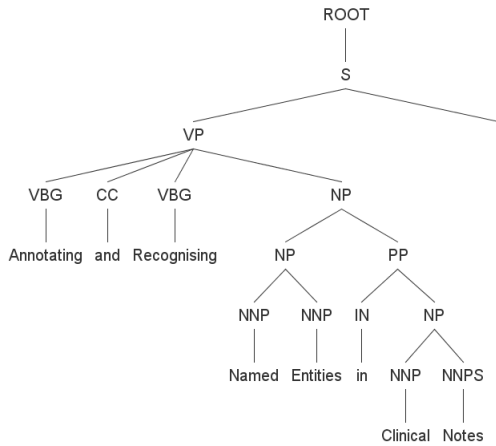 ROOT
S
VP
VBG CC VBG NP
Annotating and Recognising NP PP
NNP NNP IN NP
Named Entities in NNP NNPS
Clinical Notes